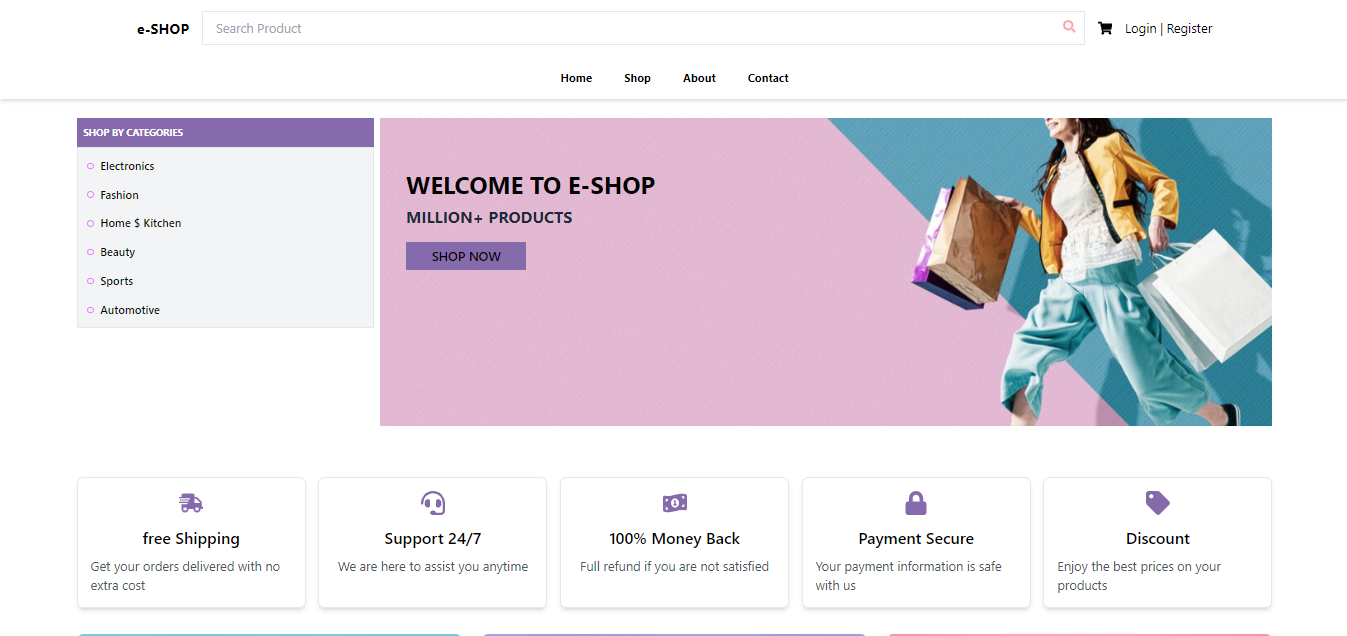 e-SHOP
Search Product
Login | Register
Home Shop About Contact
SHOP BY CATEGORIES
Electronics
Fashion
Home $ Kitchen
Beauty
Sports
Automotive
WELCOME TO E-SHOP
MILLION+ PRODUCTS
SHOP NOW
free Shipping
Get your orders delivered with no
extra cost
Support 24/7
We are here to assist you anytime
100% Money Back
Full refund if you are not satisfied
Payment Secure
Your payment information is safe
with us
Discount
Enjoy the best prices on your
products